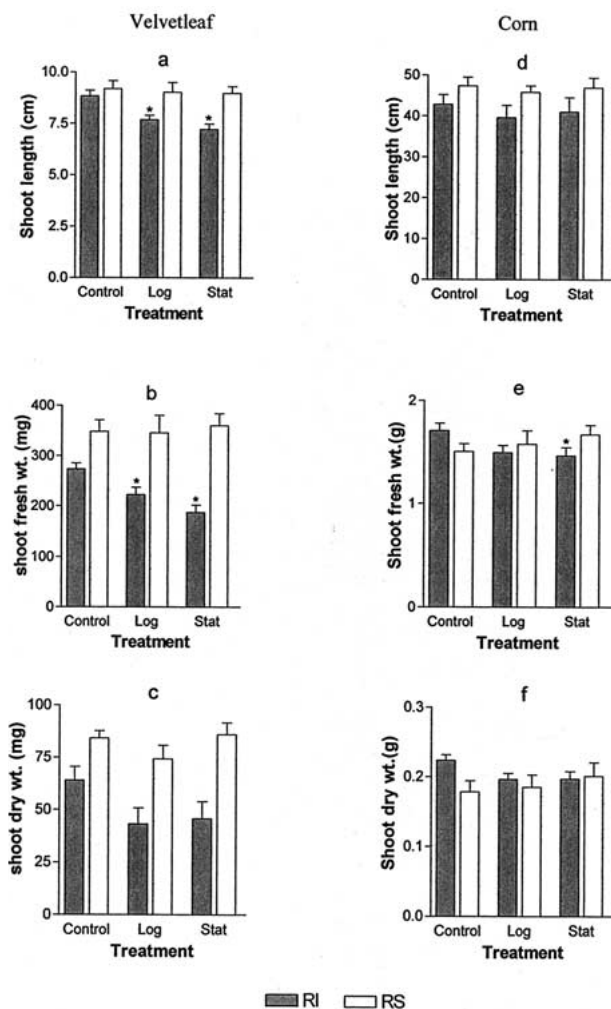 Velvetleaf
Corn
a
Shoot length (cm)
10.0
7.5
5.0
2.5
0.0
*
*
Control
Log
Stat
Treatment
d
Shoot length (cm)
50
40
30
20
10
0
Control
Log
Stat
Treatment
b
shoot fresh wt. (mg)
400
300
200
100
0
*
*
Control
Log
Stat
Treatment
e
Shoot fresh wt.(g)
2
1
0
*
Control
Log
Stat
Treatment
c
shoot dry wt. (mg)
100
75
50
25
0
Control
Log
Stat
Treatment
f
shoot dry wt.(g)
0.3
0.2
0.1
0.0
Control
Log
Stat
Treatment
RI
RS